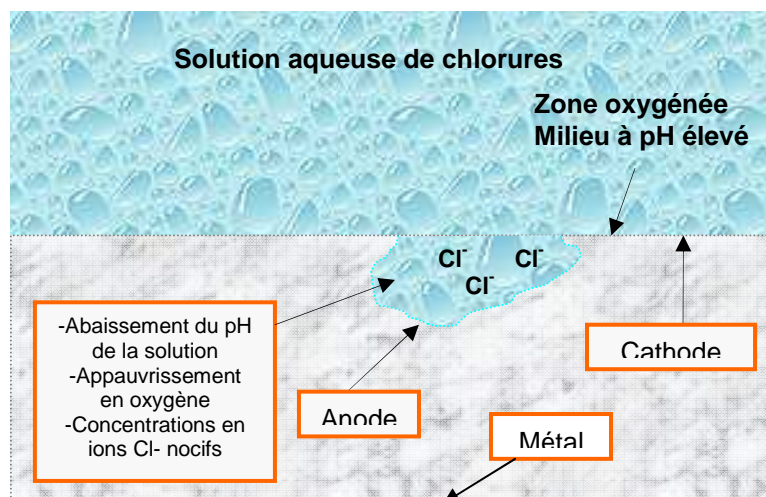 Solution aqueuse de chlorures
Zone oxygénée
Milieu à pH élevé
Cl-
Cl-
Cl-
-Abaissement du pH
de la solution
-Appauvrissement
en oxygène
-Concentrations en
ions Cl- nocifs
Anode
Cathode
Métal